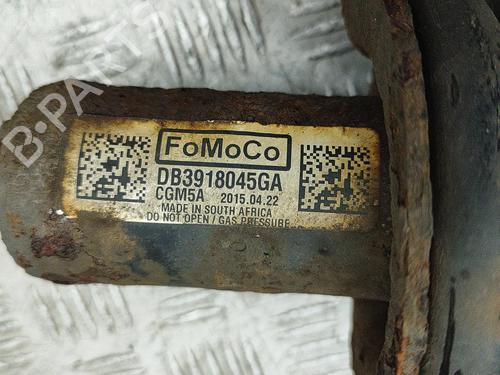 B-PARTS
FoMoCo
DB3918045GA
CGM5A 2015.04.22
MADE IN SOUTH AFRICA
DO NOT OPEN / GAS PRESSURE